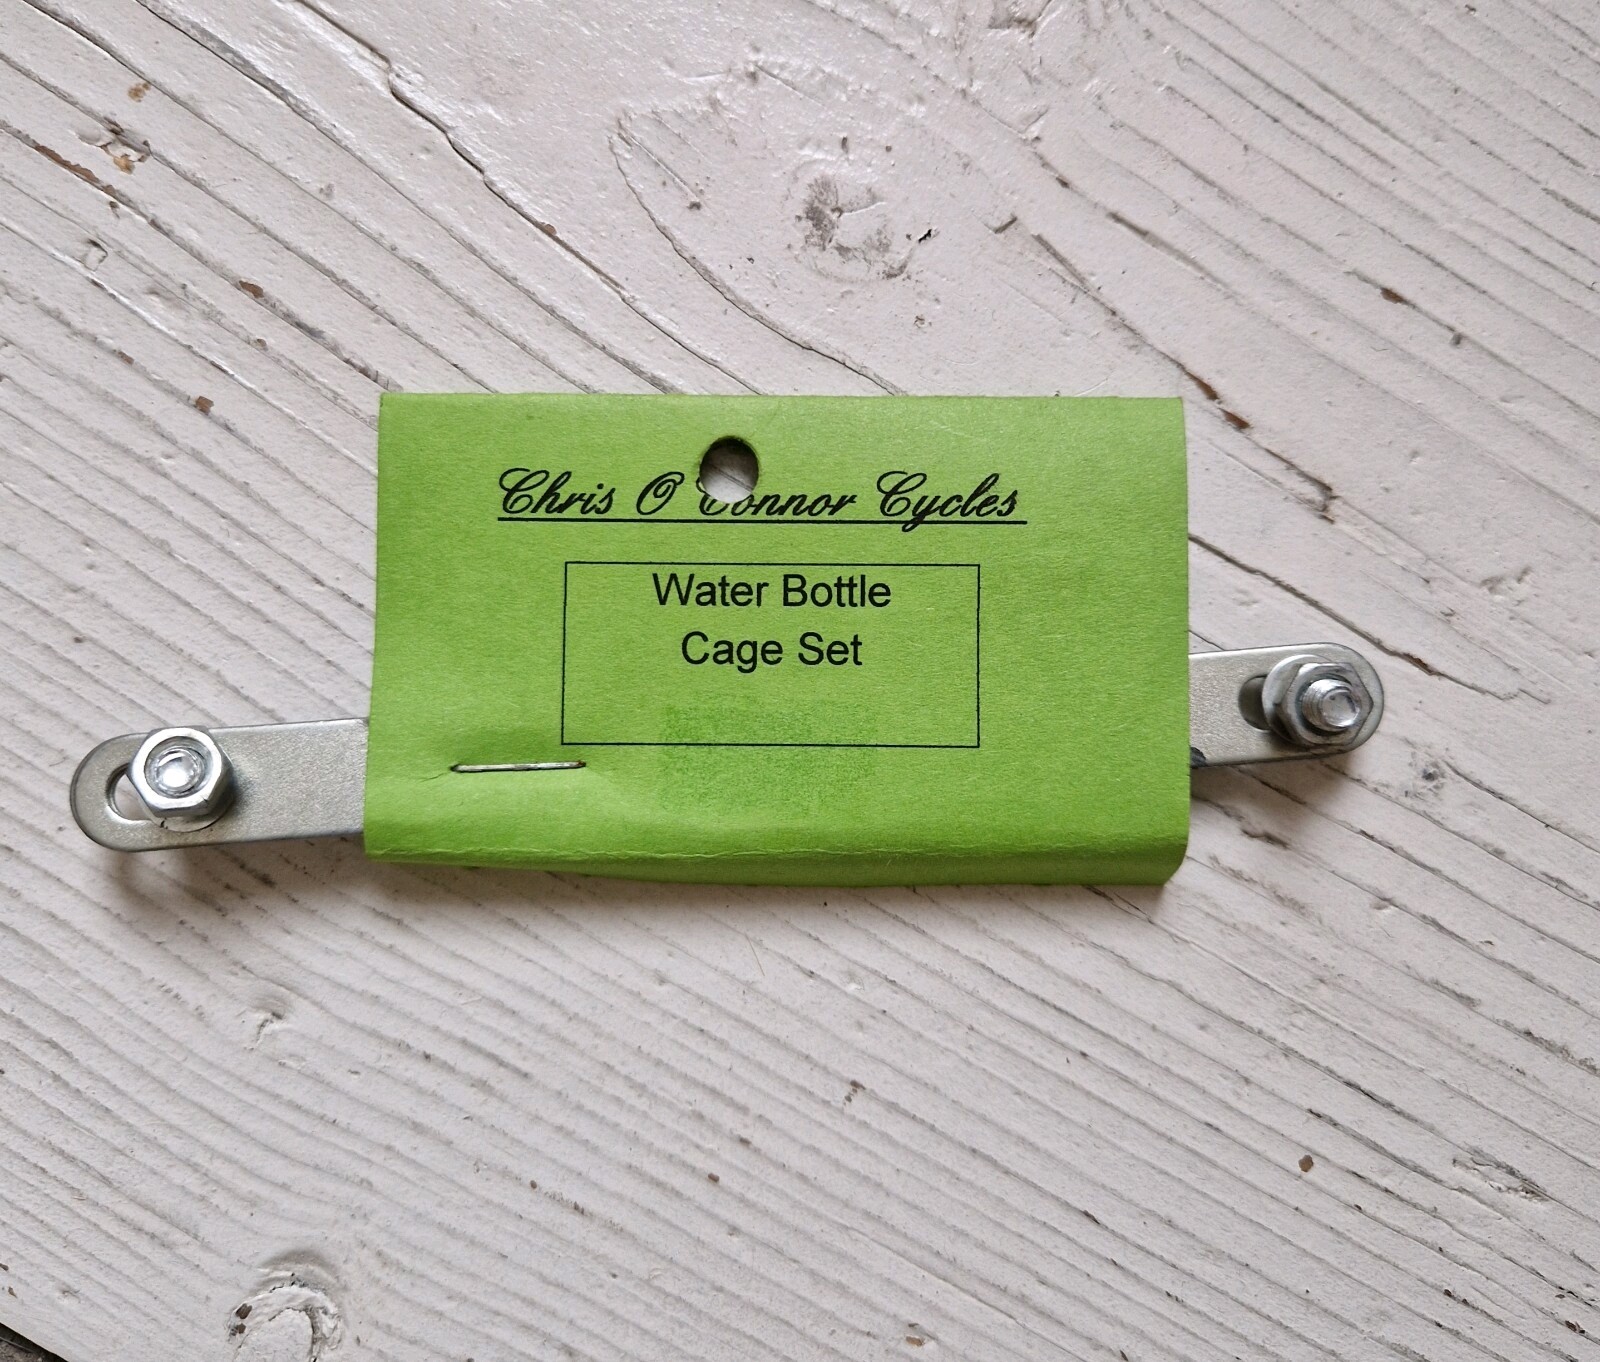 Chris O'Connor Cycles
Water Bottle
Cage Set